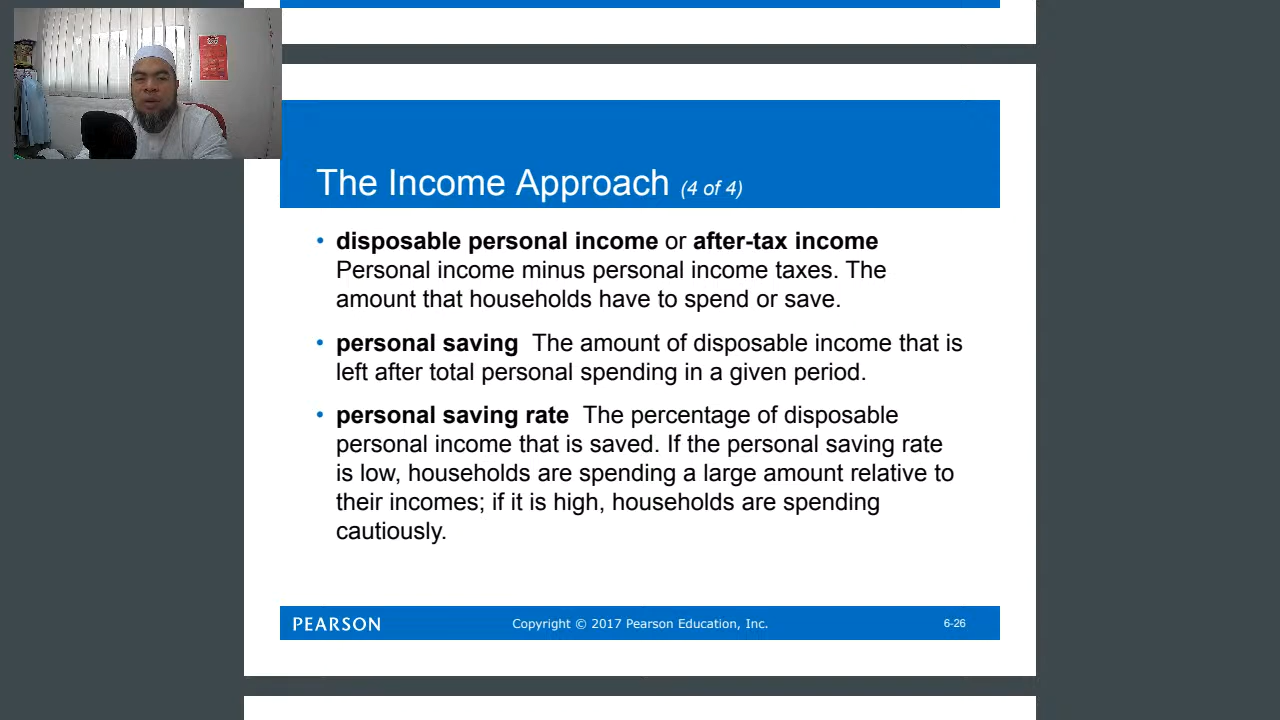 The Income Approach (4 of 4)
• disposable personal income or after-tax income
Personal income minus personal income taxes. The
amount that households have to spend or save.
• personal saving  The amount of disposable income that is
left after total personal spending in a given period.
• personal saving rate  The percentage of disposable
personal income that is saved. If the personal saving rate
is low, households are spending a large amount relative to
their incomes; if it is high, households are spending
cautiously.
PEARSON
Copyright © 2017 Pearson Education, Inc.
6-26